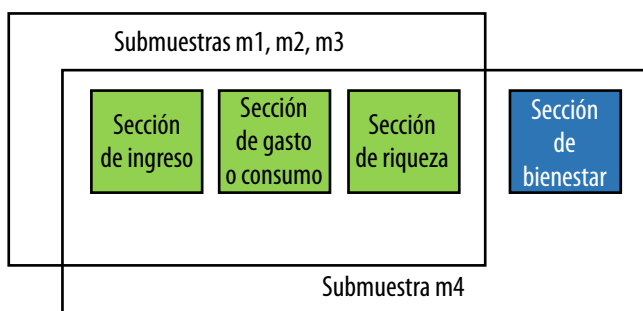 Submuestras m1, m2, m3
Sección
de ingreso
Sección
de gasto
o consumo
Sección
de riqueza
Sección
de
bienestar
Submuestra m4